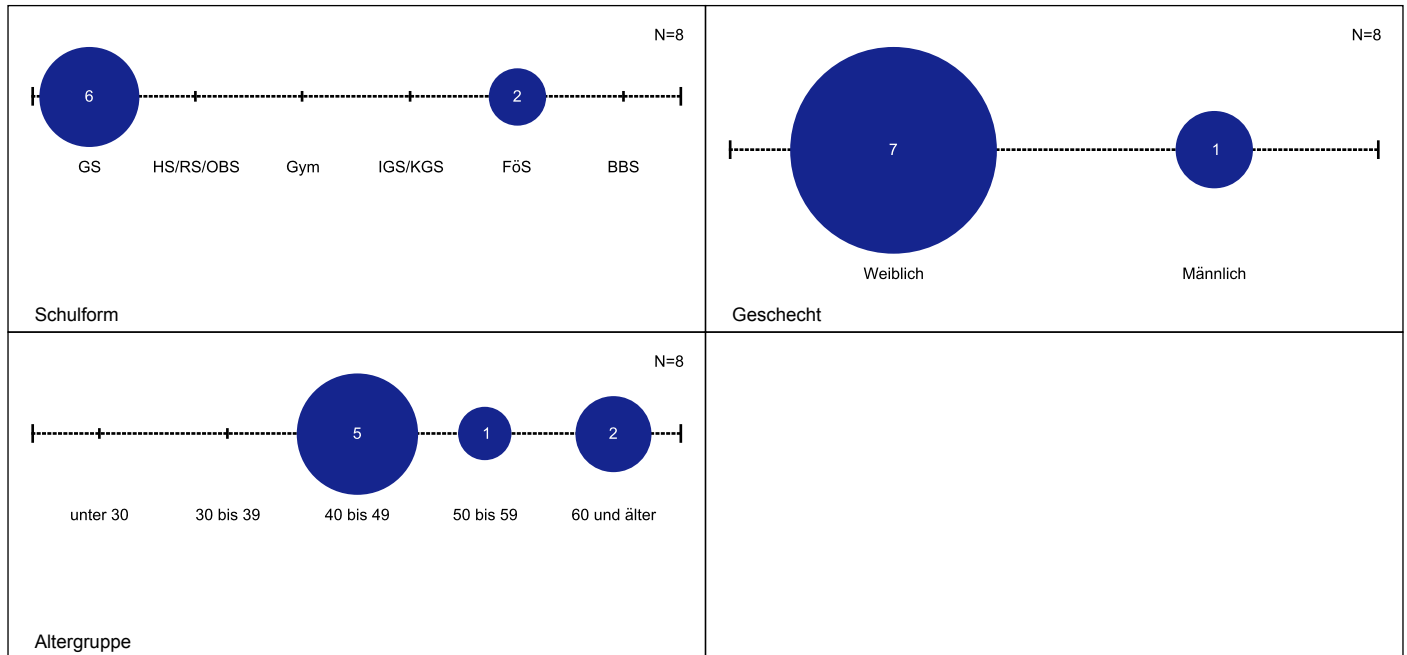 N=8
6
2
GS HS/RS/OBS Gym IGS/KGS FöS BBS
Schulform
N=8
7
1
Weiblich Männlich
Geschecht
N=8
5
1
2
unter 30 30 bis 39 40 bis 49 50 bis 59 60 und älter
Altergruppe